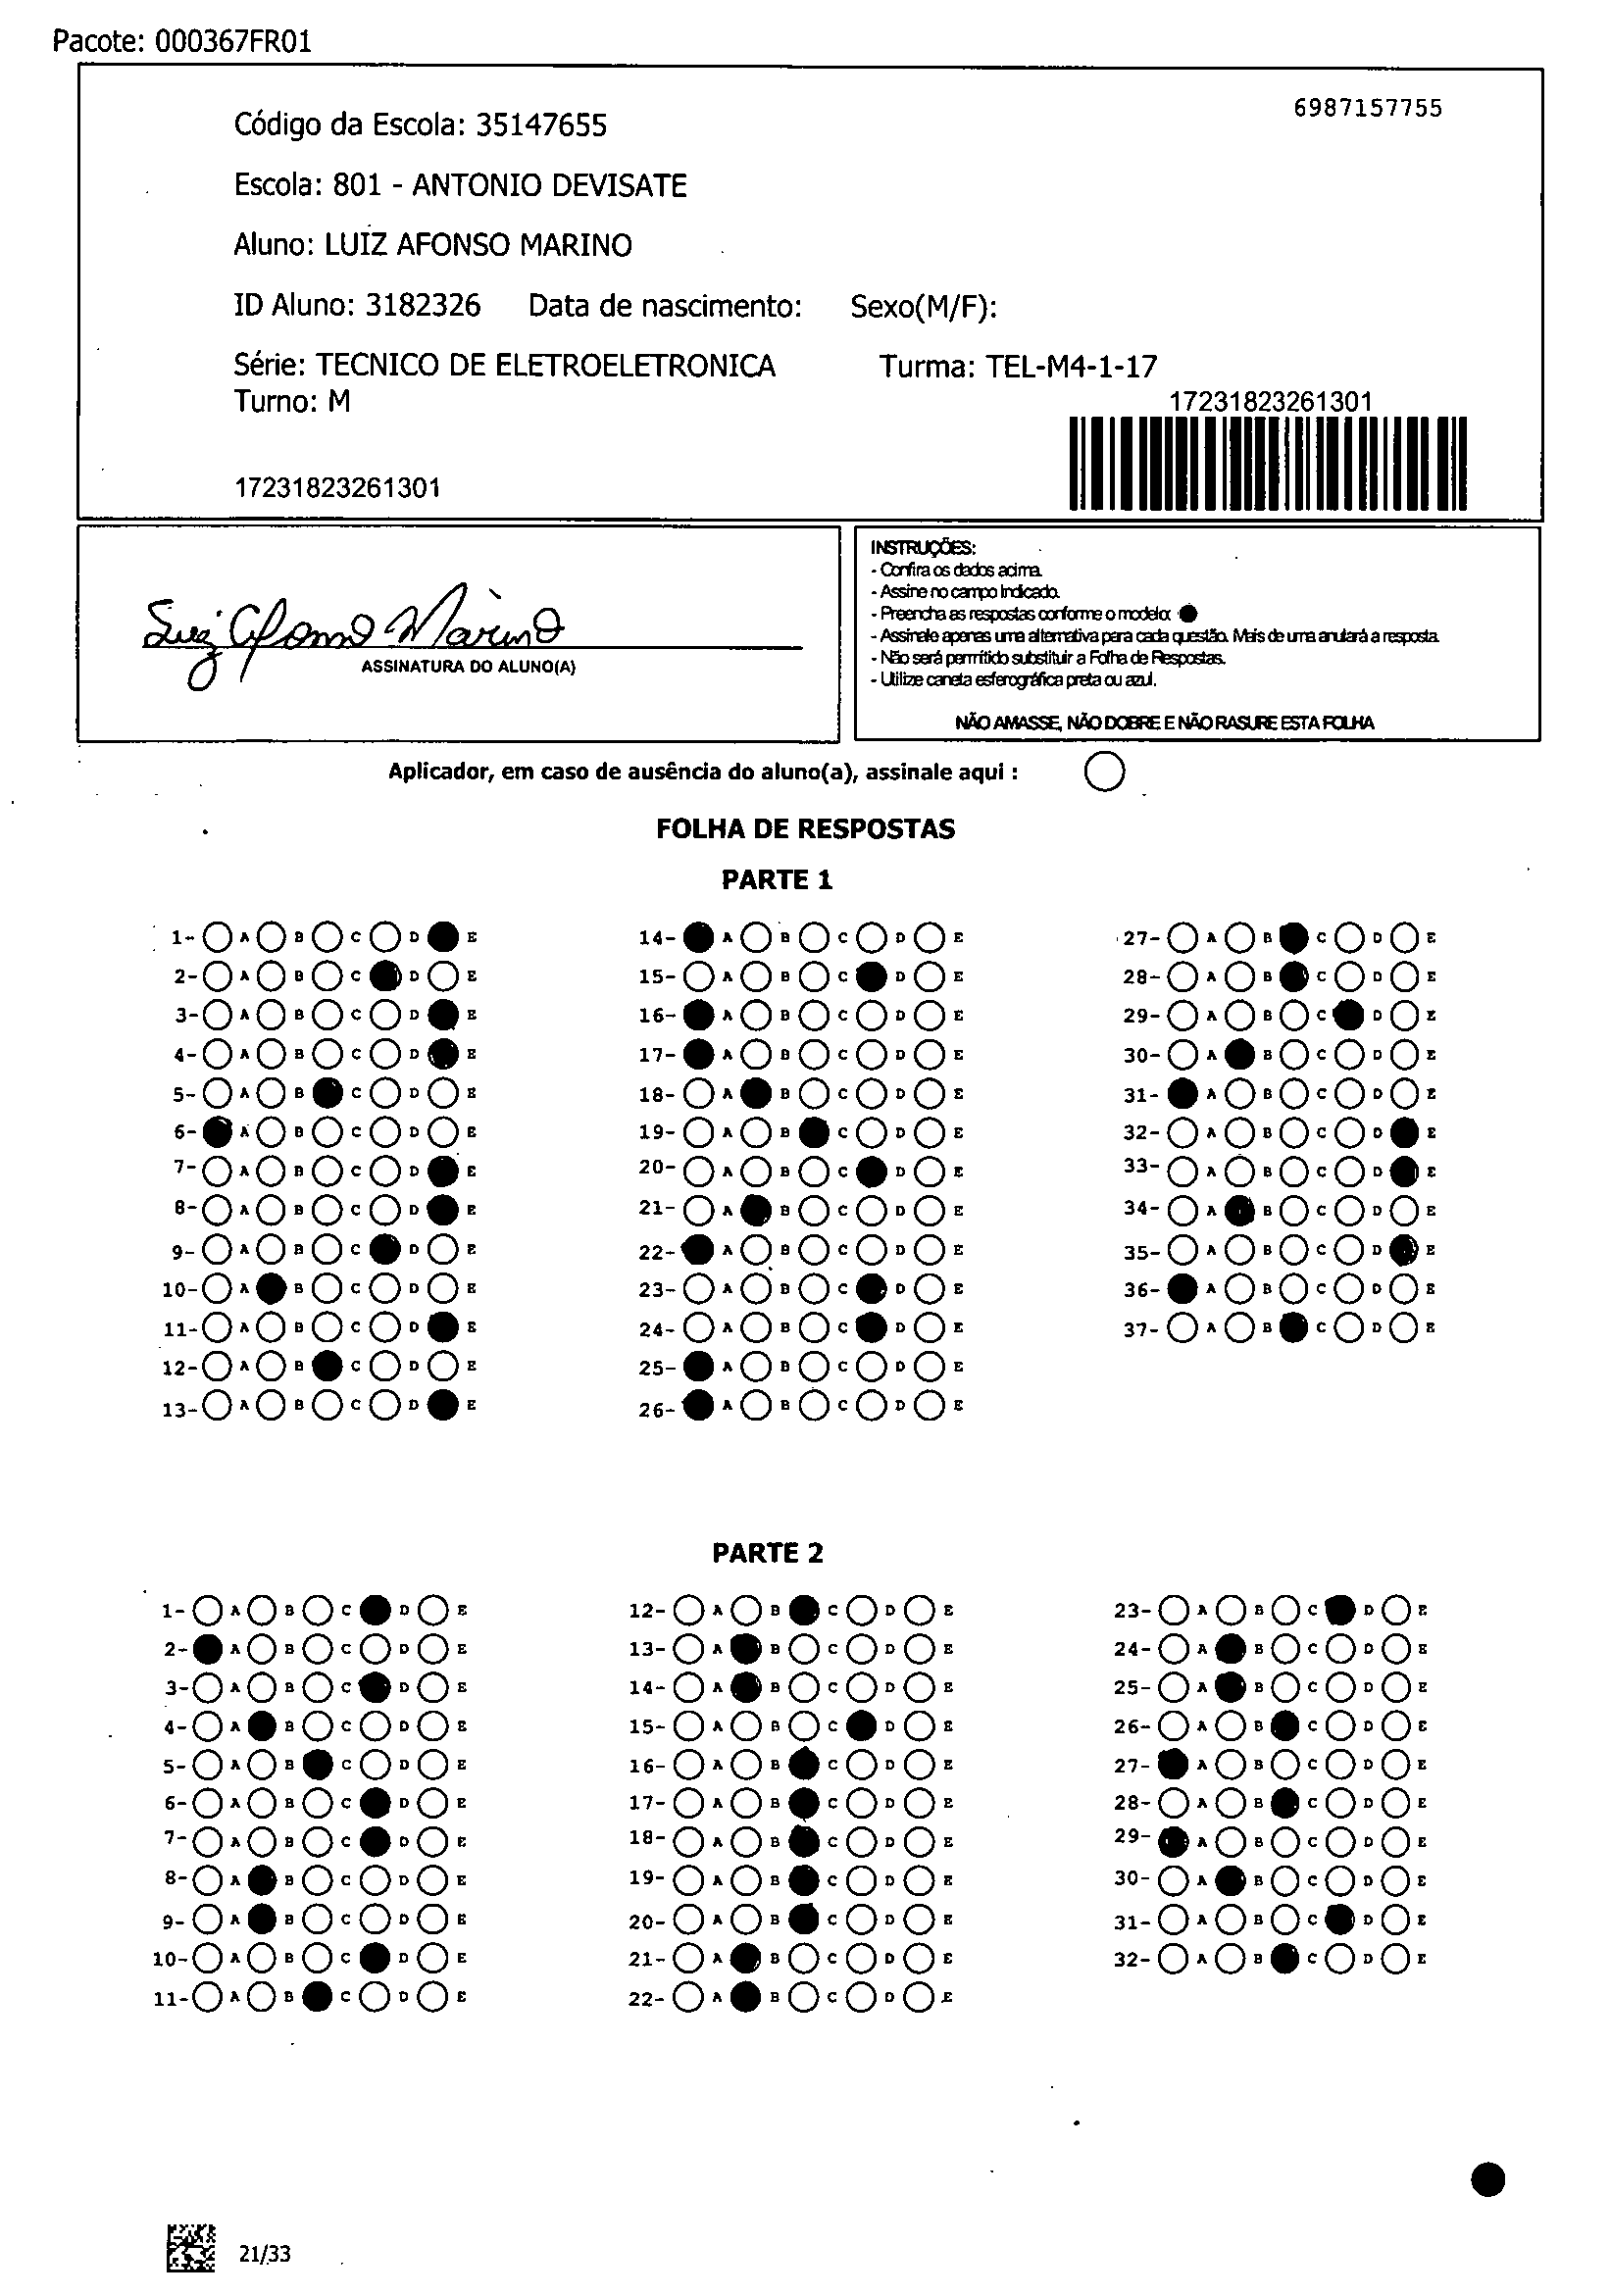 Pacote: 000367FR01
6987157755
Código da Escola: 35147655
Escola: 801 - ANTONIO DEVISATE
Aluno: LUIZ AFONSO MARINO
ID Aluno: 3182326 Data de nascimento: Sexo(M/F):
Série: TECNICO DE ELETROELETRONICA Turma: TEL-M4-1-17
Turno: M
17231823261301
17231823261301
Luiz Afonso Marino
ASSINATURA DO ALUNO(A)
INSTRUÇÕES:
- Confira os dados acima.
- Assine no campo Indicado.
- Preencha as respostas conforme o modelo:
- Assinale apenas uma alternativa para cada questão. Mais de uma anulará a resposta.
- Não será permitido substituir a Folha de Respostas.
- Utilize caneta esferográfica preta ou azul.
NÃO AMASSE, NÃO DOBRE E NÃO RASURE ESTA FOLHA
Aplicador, em caso de ausência do aluno(a), assinale aqui :
FOLHA DE RESPOSTAS
PARTE 1
1- A B C D E 14- A B C D E 27- A B C D E
2- A B C D E 15- A B C D E 28- A B C D E
3- A B C D E 16- A B C D E 29- A B C D E
4- A B C D E 17- A B C D E 30- A B C D E
5- A B C D E 18- A B C D E 31- A B C D E
6- A B C D E 19- A B C D E 32- A B C D E
7- A B C D E 20- A B C D E 33- A B C D E
8- A B C D E 21- A B C D E 34- A B C D E
9- A B C D E 22- A B C D E 35- A B C D E
10- A B C D E 23- A B C D E 36- A B C D E
11- A B C D E 24- A B C D E 37- A B C D E
12- A B C D E 25- A B C D E
13- A B C D E 26- A B C D E
PARTE 2
1- A B C D E 12- A B C D E 23- A B C D E
2- A B C D E 13- A B C D E 24- A B C D E
3- A B C D E 14- A B C D E 25- A B C D E
4- A B C D E 15- A B C D E 26- A B C D E
5- A B C D E 16- A B C D E 27- A B C D E
6- A B C D E 17- A B C D E 28- A B C D E
7- A B C D E 18- A B C D E 29- A B C D E
8- A B C D E 19- A B C D E 30- A B C D E
9- A B C D E 20- A B C D E 31- A B C D E
10- A B C D E 21- A B C D E 32- A B C D E
11- A B C D E 22- A B C D E
21/33